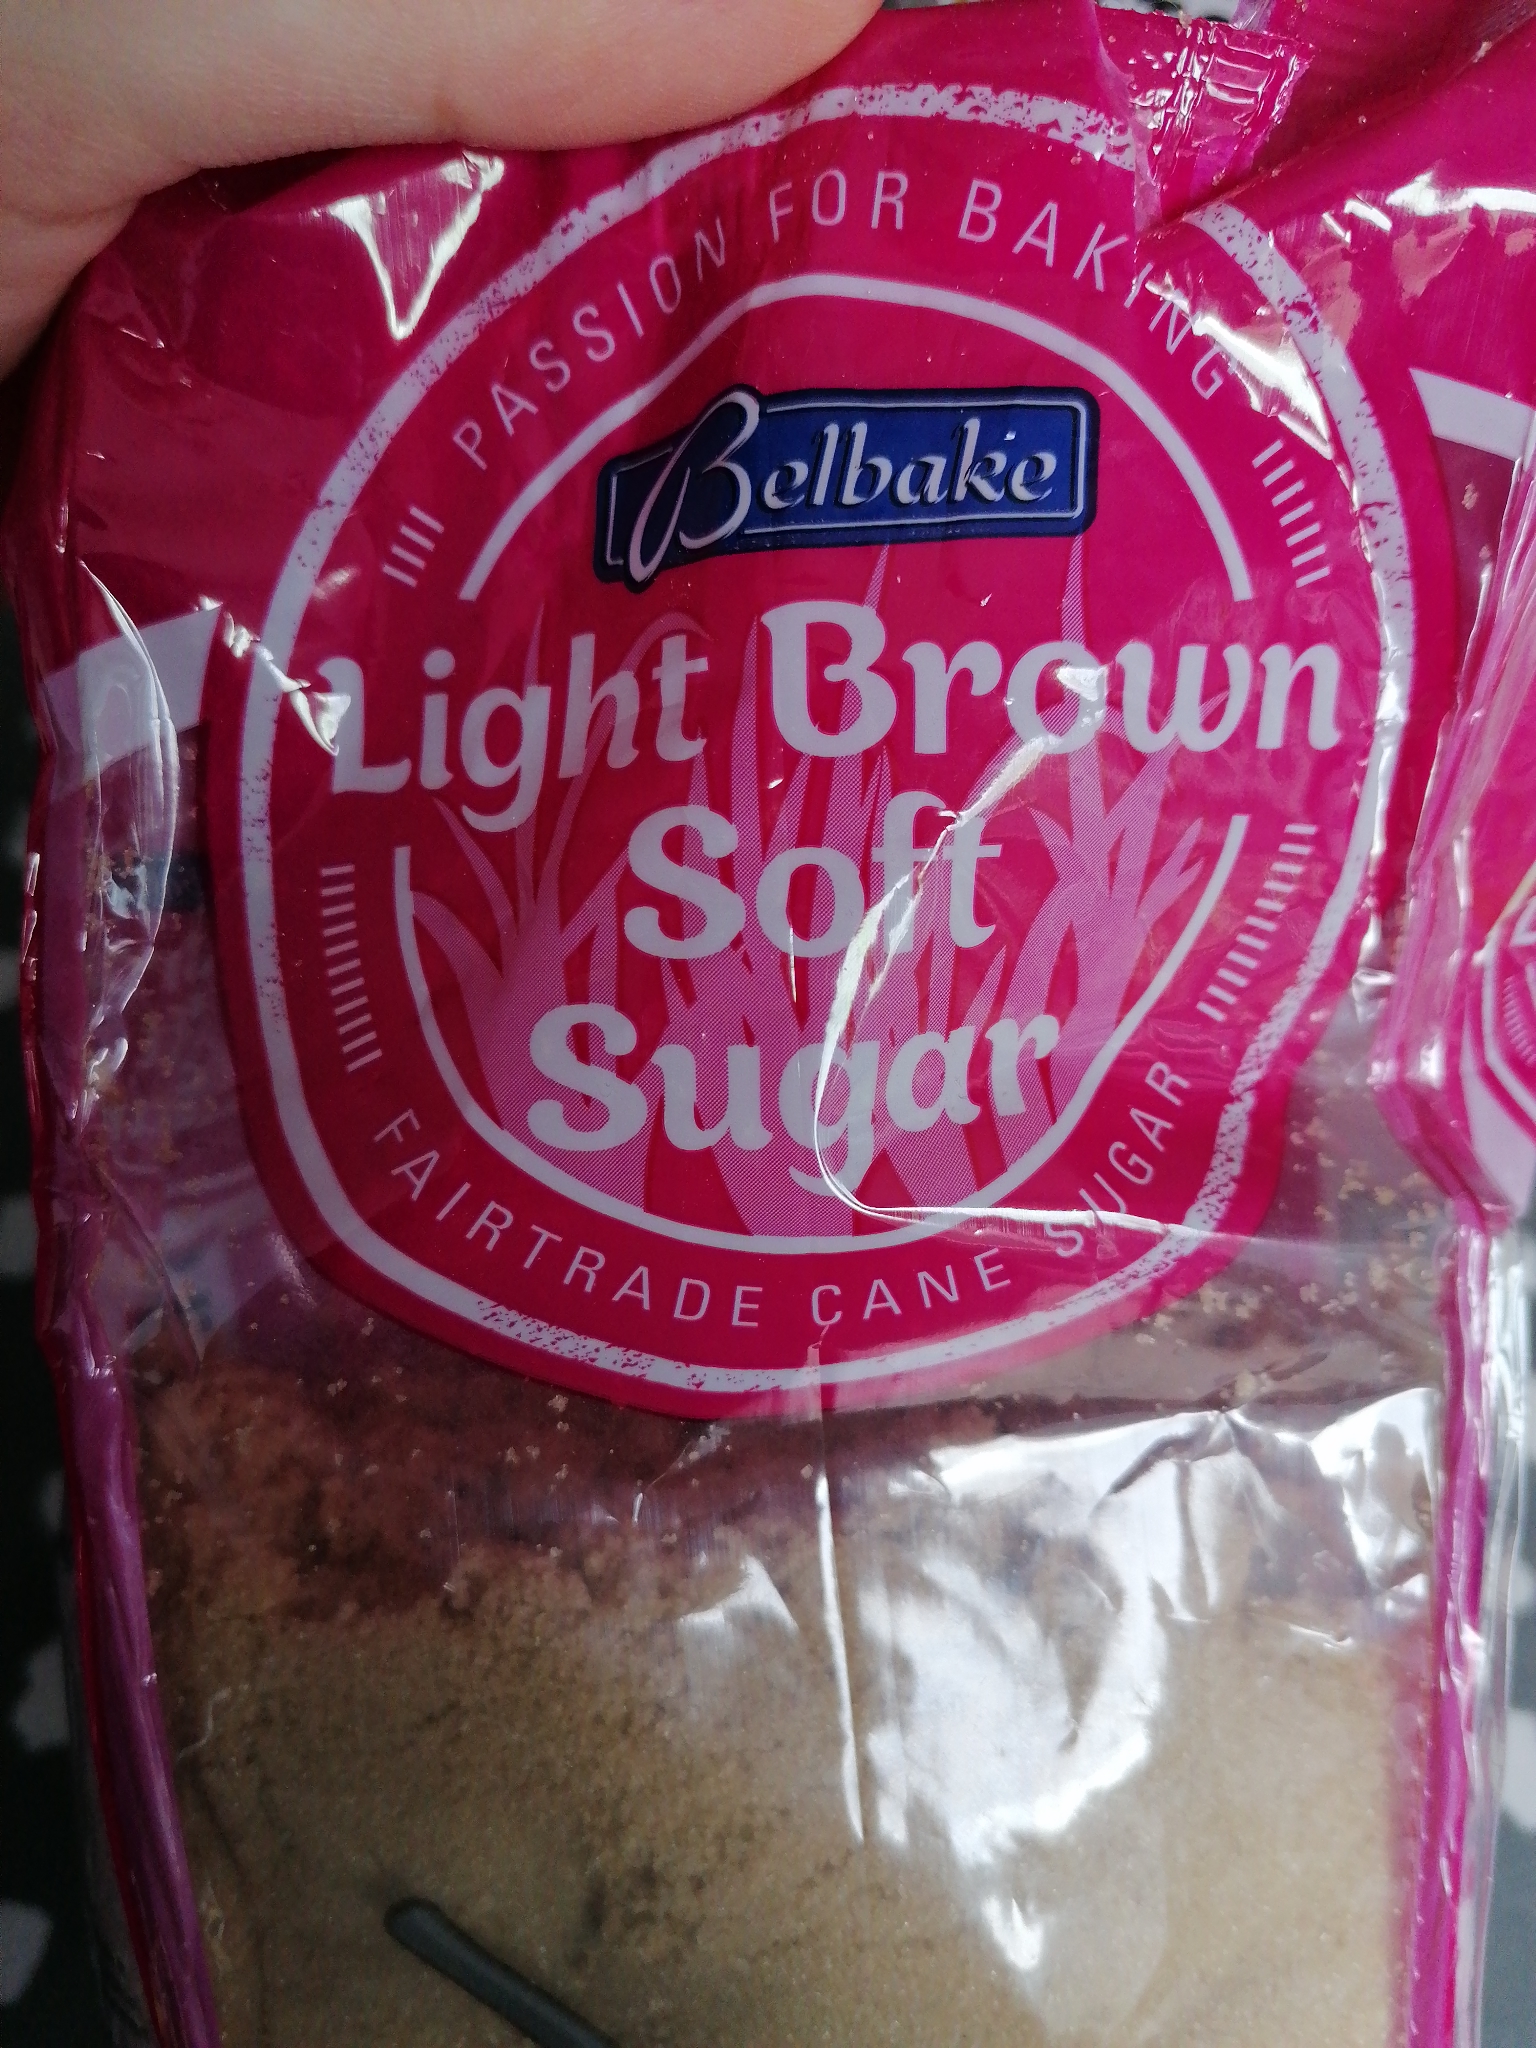 PASSION FOR BAKING
Belbake
Light Brown
Soft
Sugar
FAIRTRADE CANE SUGAR